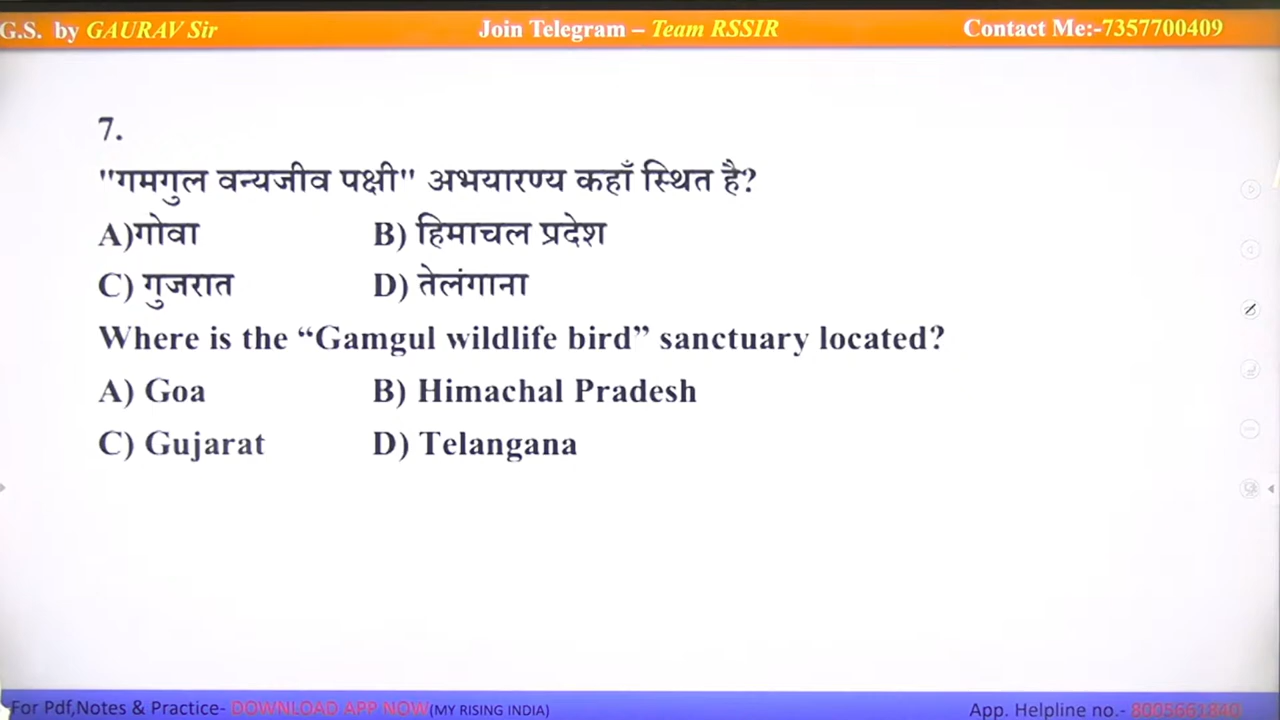 G.S. by GAURAV Sir
Join Telegram – Team RSSIR
Contact Me:-7357700409
7.
"गमगुल वन्यजीव पक्षी" अभयारण्य कहाँ स्थित है?
A)गोवा B) हिमाचल प्रदेश
C) गुजरात D) तेलंगाना
Where is the “Gamgul wildlife bird” sanctuary located?
A) Goa B) Himachal Pradesh
C) Gujarat D) Telangana
For Pdf,Notes & Practice- DOWNLOAD APP NOW(MY RISING INDIA)
App. Helpline no.- 8005661840